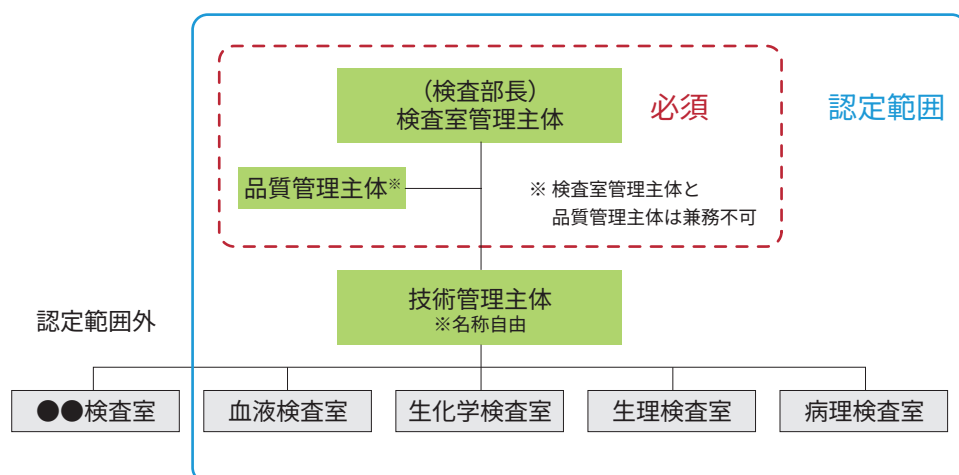 （検査部長）
検査室管理主体
必須
認定範囲
品質管理主体※
※ 検査室管理主体と
品質管理主体は兼務不可
技術管理主体
※名称自由
認定範囲外
●●検査室
血液検査室
生化学検査室
生理検査室
病理検査室